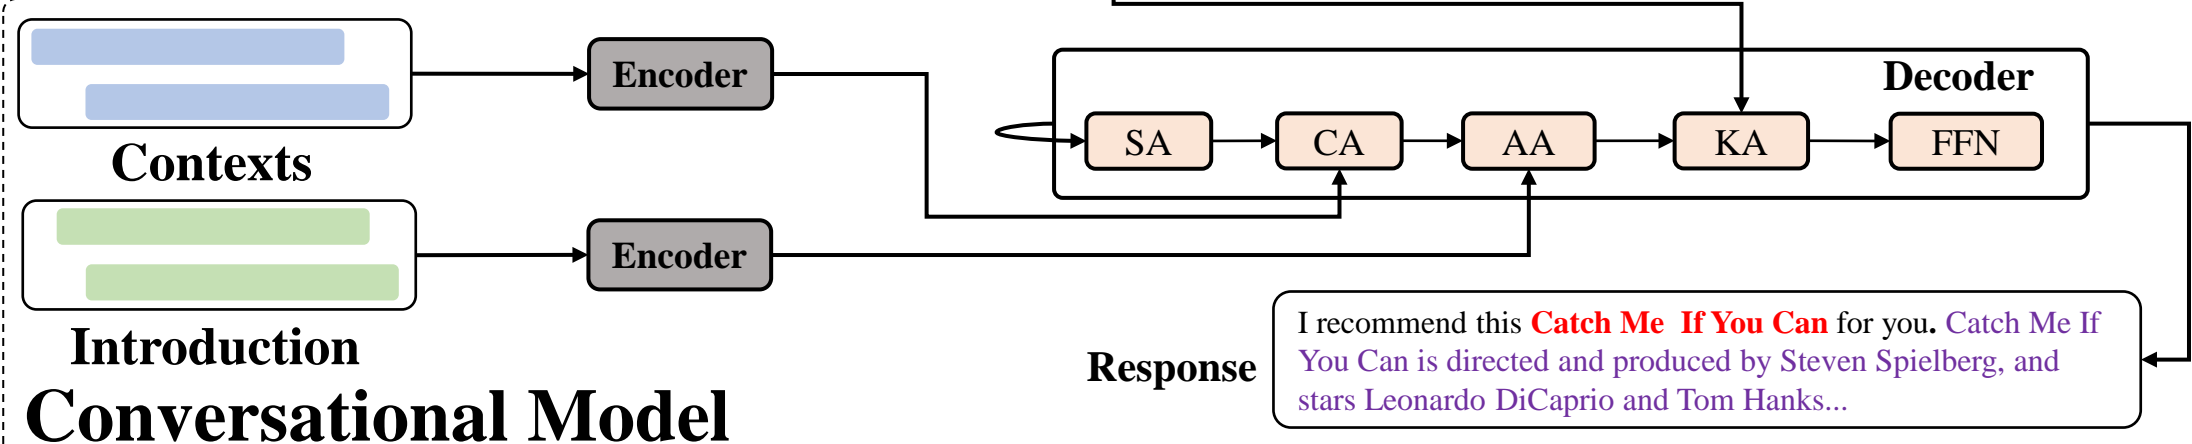 Encoder
Decoder
SA
CA
AA
KA
FFN
Contexts
Encoder
Introduction
Response
I recommend this Catch Me If You Can for you. Catch Me If
You Can is directed and produced by Steven Spielberg, and
stars Leonardo DiCaprio and Tom Hanks...
Conversational Model